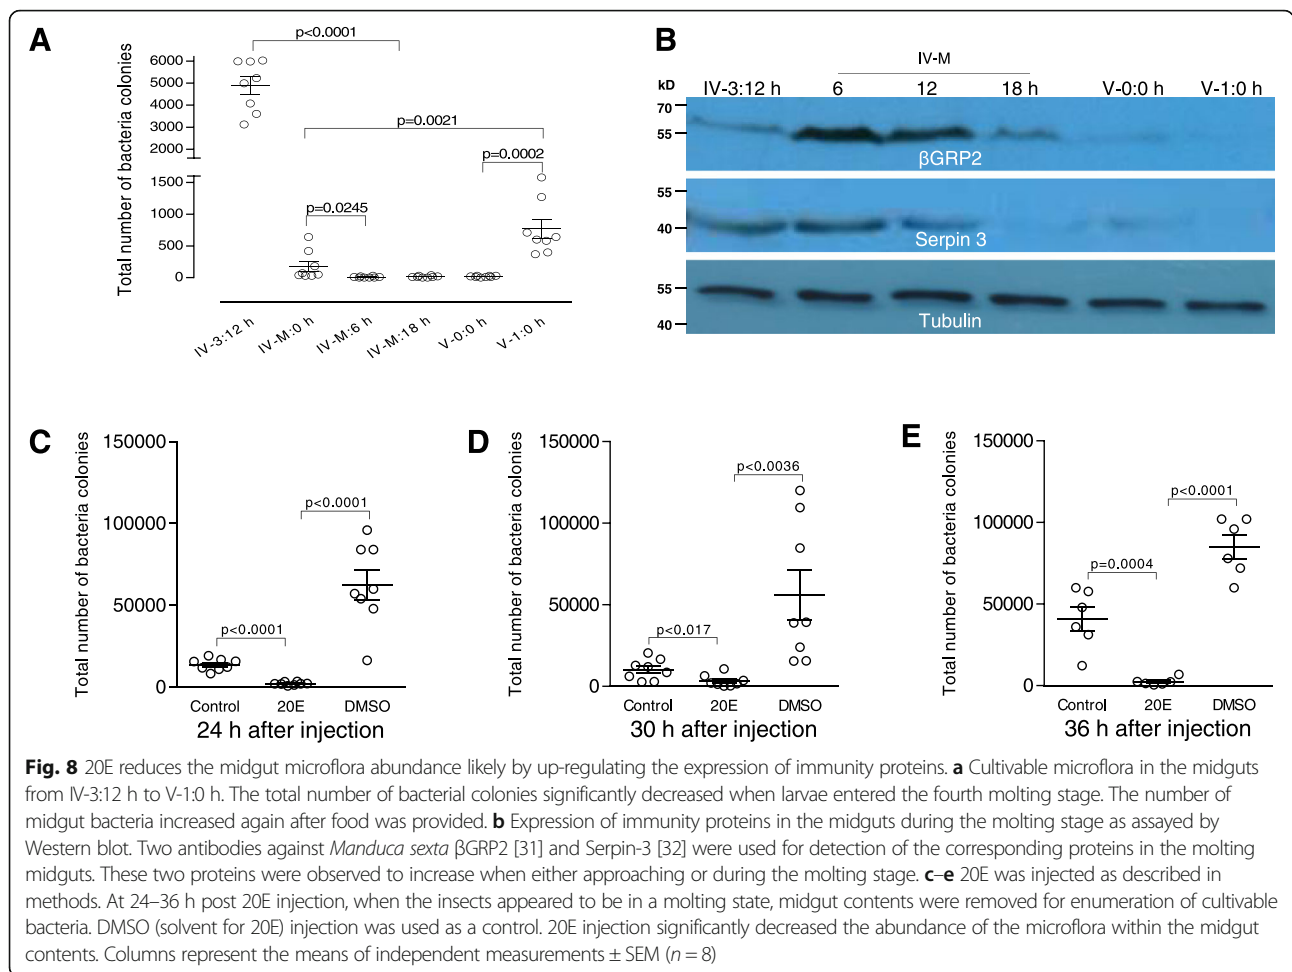 A
Total number of bacteria colonies
6000
5000
4000
3000
2000
1500
1000
500
0
p<0.0001
p=0.0021
p=0.0002
p=0.0245
IV-3:12 h
IV-M:0 h
IV-M:6 h
IV-M:18 h
V-0:0 h
V-1:0 h
B
IV-M
kD IV-3:12 h 6 12 18 h V-0:0 h V-1:0 h
70
55
βGRP2
55
40
Serpin 3
55
40
Tubulin
C
Total number of bacteria colonies
150000
100000
50000
0
p<0.0001
p<0.0001
Control 20E DMSO
24 h after injection
D
Total number of bacteria colonies
150000
100000
50000
0
p<0.0036
p<0.017
Control 20E DMSO
30 h after injection
E
Total number of bacteria colonies
150000
100000
50000
0
p<0.0001
p=0.0004
Control 20E DMSO
36 h after injection
Fig. 8 20E reduces the midgut microflora abundance likely by up-regulating the expression of immunity proteins. a Cultivable microflora in the midguts
from IV-3:12 h to V-1:0 h. The total number of bacterial colonies significantly decreased when larvae entered the fourth molting stage. The number of
midgut bacteria increased again after food was provided. b Expression of immunity proteins in the midguts during the molting stage as assayed by
Western blot. Two antibodies against Manduca sexta βGRP2 [31] and Serpin-3 [32] were used for detection of the corresponding proteins in the molting
midguts. These two proteins were observed to increase when either approaching or during the molting stage. c–e 20E was injected as described in
methods. At 24–36 h post 20E injection, when the insects appeared to be in a molting state, midgut contents were removed for enumeration of cultivable
bacteria. DMSO (solvent for 20E) injection was used as a control. 20E injection significantly decreased the abundance of the microflora within the midgut
contents. Columns represent the means of independent measurements ± SEM (n = 8)